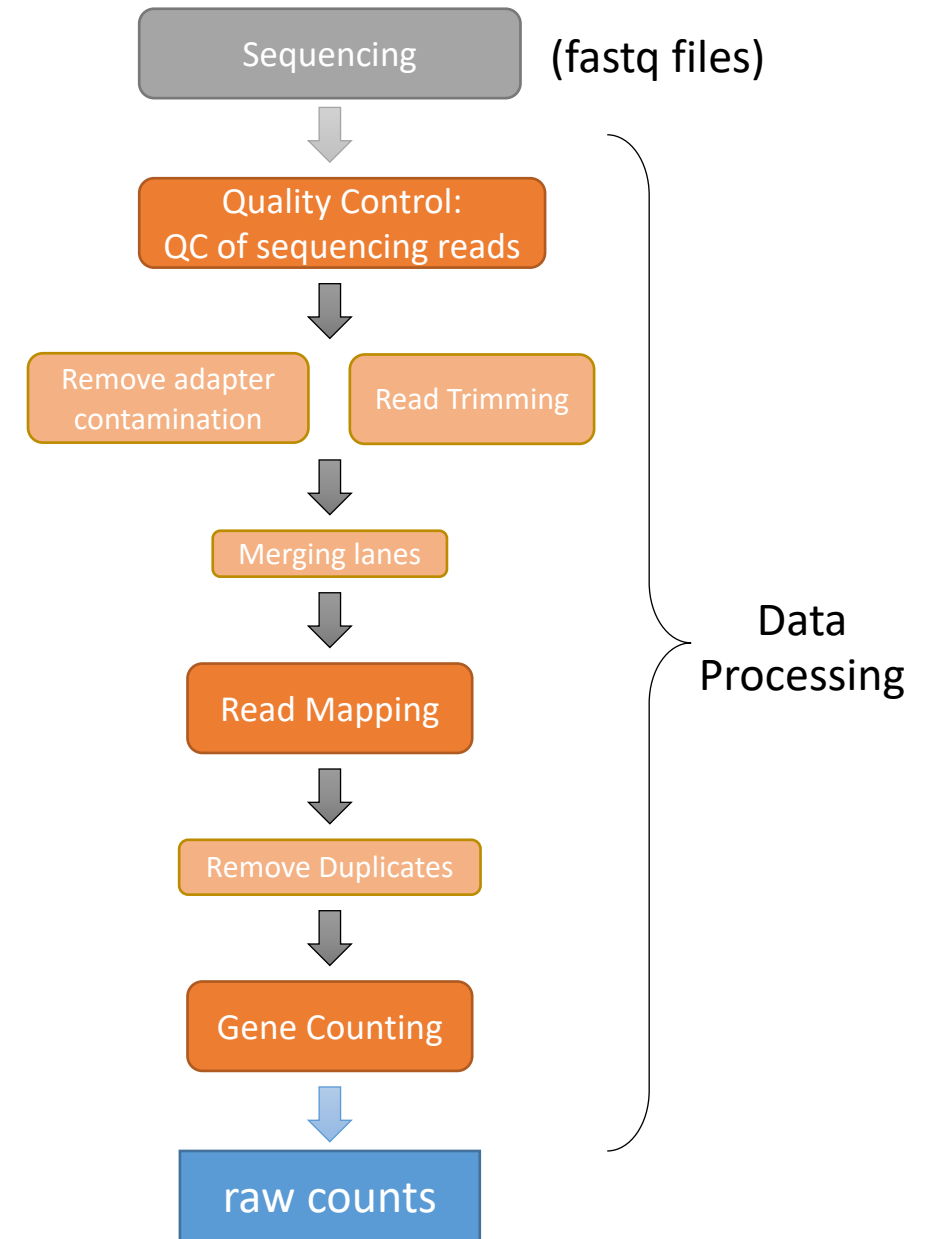 Sequencing
(fastq files)
Quality Control:
QC of sequencing reads
Remove adapter
contamination
Read Trimming
Merging lanes
Read Mapping
Data
Processing
Remove Duplicates
Gene Counting
raw counts